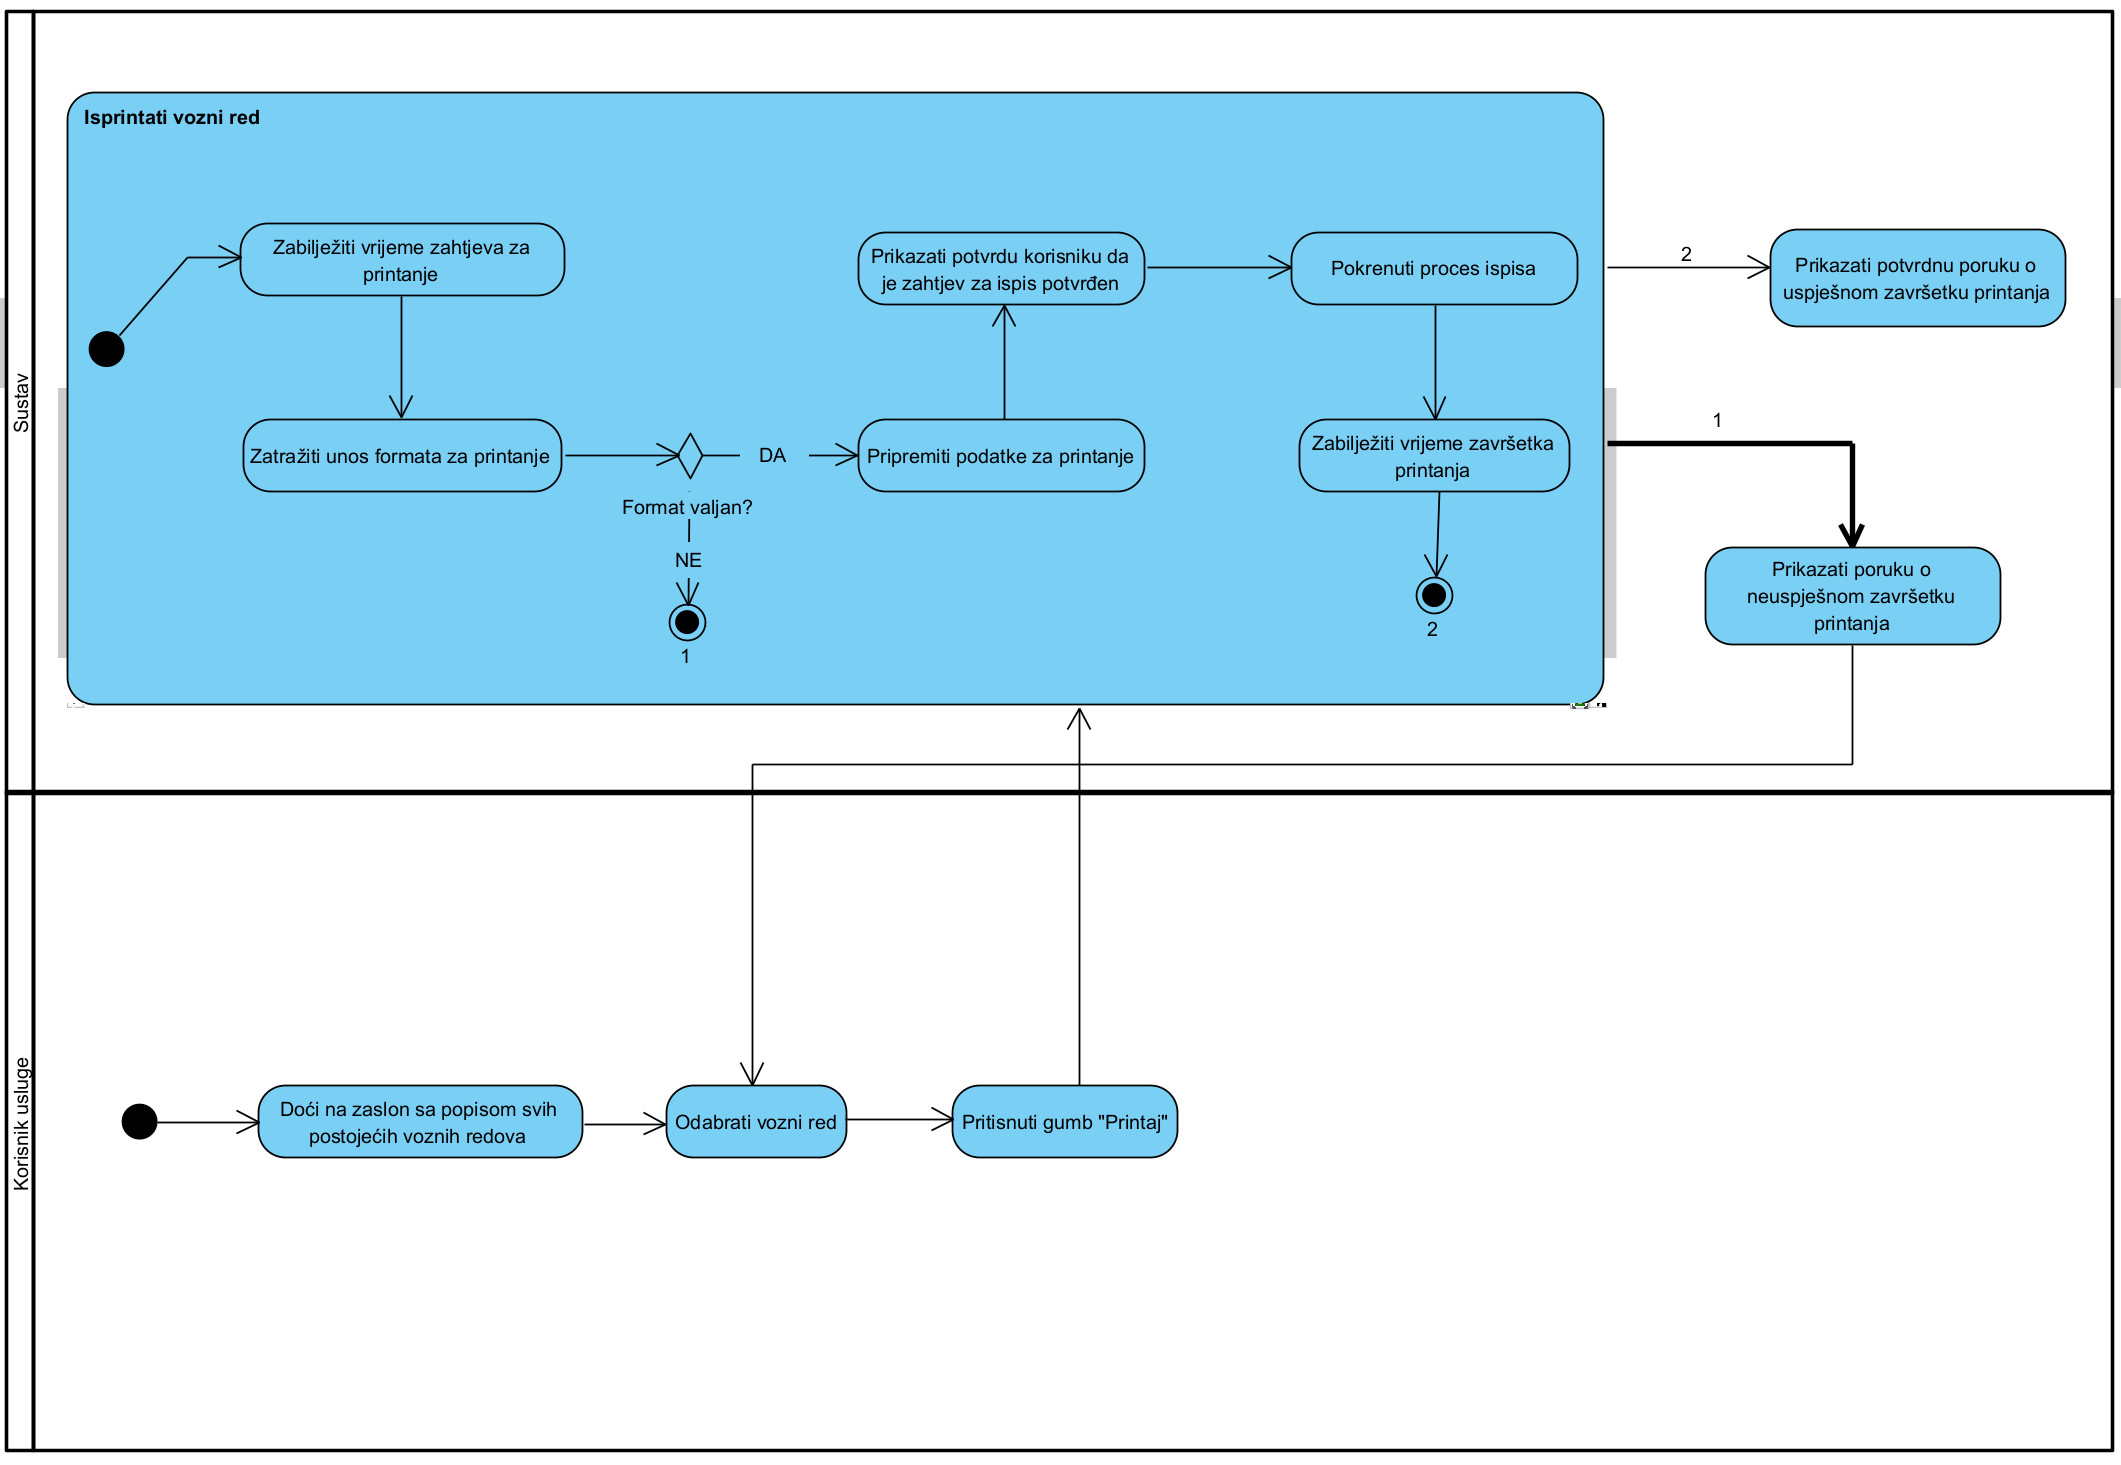 Sustav
Isprintati vozni red
Zabilježiti vrijeme zahtjeva za
printanje
Prikazati potvrdu korisniku da
je zahtjev za ispis potvrđen
Pokrenuti proces ispisa
2
Prikazati potvrdnu poruku o
uspješnom završetku printanja
Zatražiti unos formata za printanje
DA
Pripremiti podatke za printanje
Zabilježiti vrijeme završetka
printanja
1
Format valjan?
NE
1
2
Prikazati poruku o
neuspješnom završetku
printanja
Korisnik usluge
Doći na zaslon sa popisom svih
postojećih voznih redova
Odabrati vozni red
Pritisnuti gumb "Printaj"